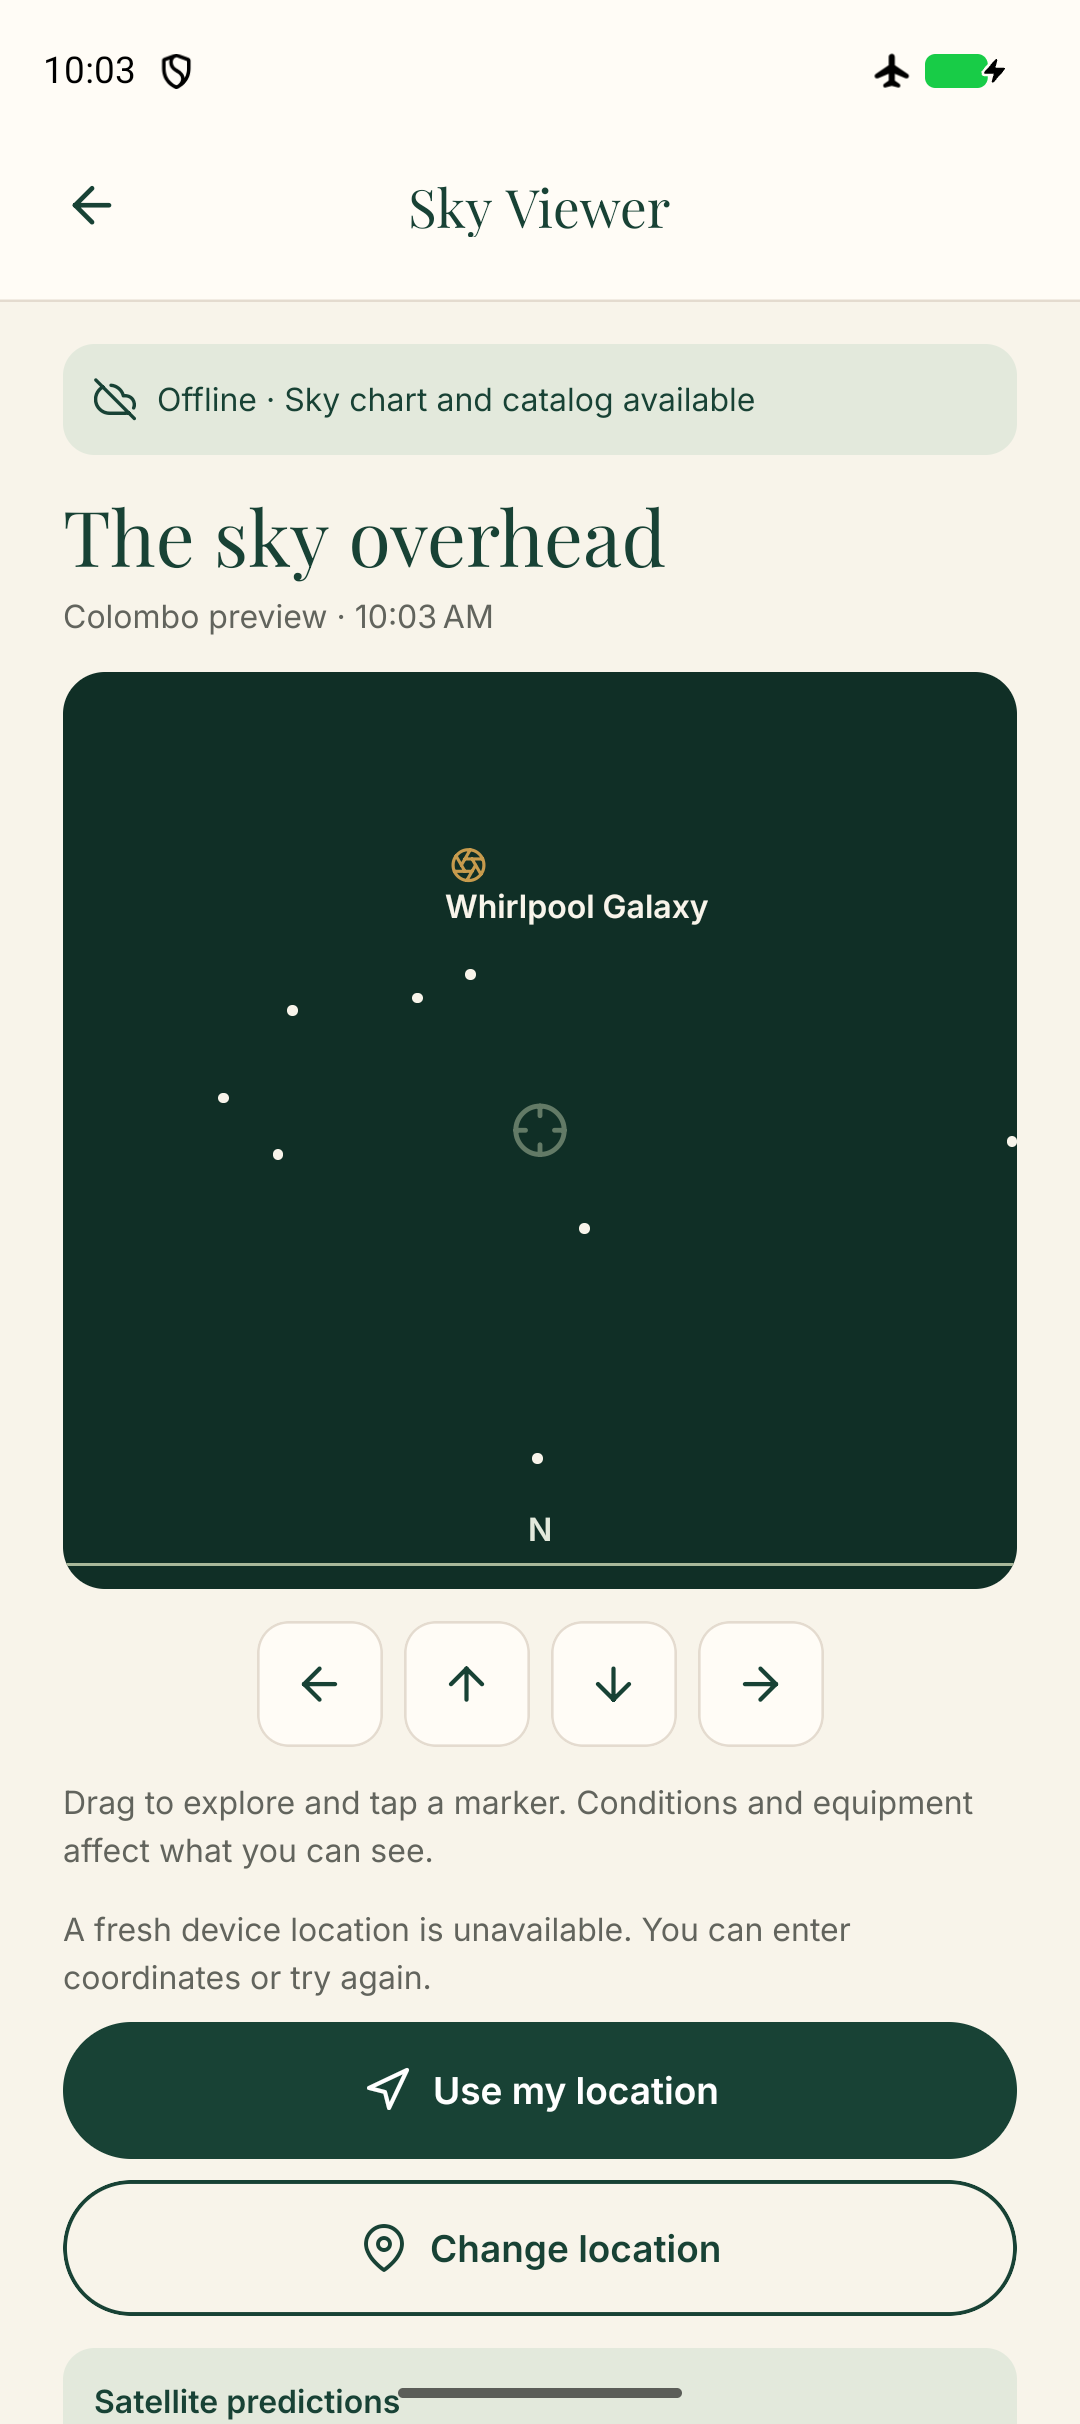 10:03
Sky Viewer
Offline · Sky chart and catalog available
The sky overhead
Colombo preview · 10:03 AM
Whirlpool Galaxy
N
Drag to explore and tap a marker. Conditions and equipment
affect what you can see.
A fresh device location is unavailable. You can enter
coordinates or try again.
Use my location
Change location
Satellite predictions